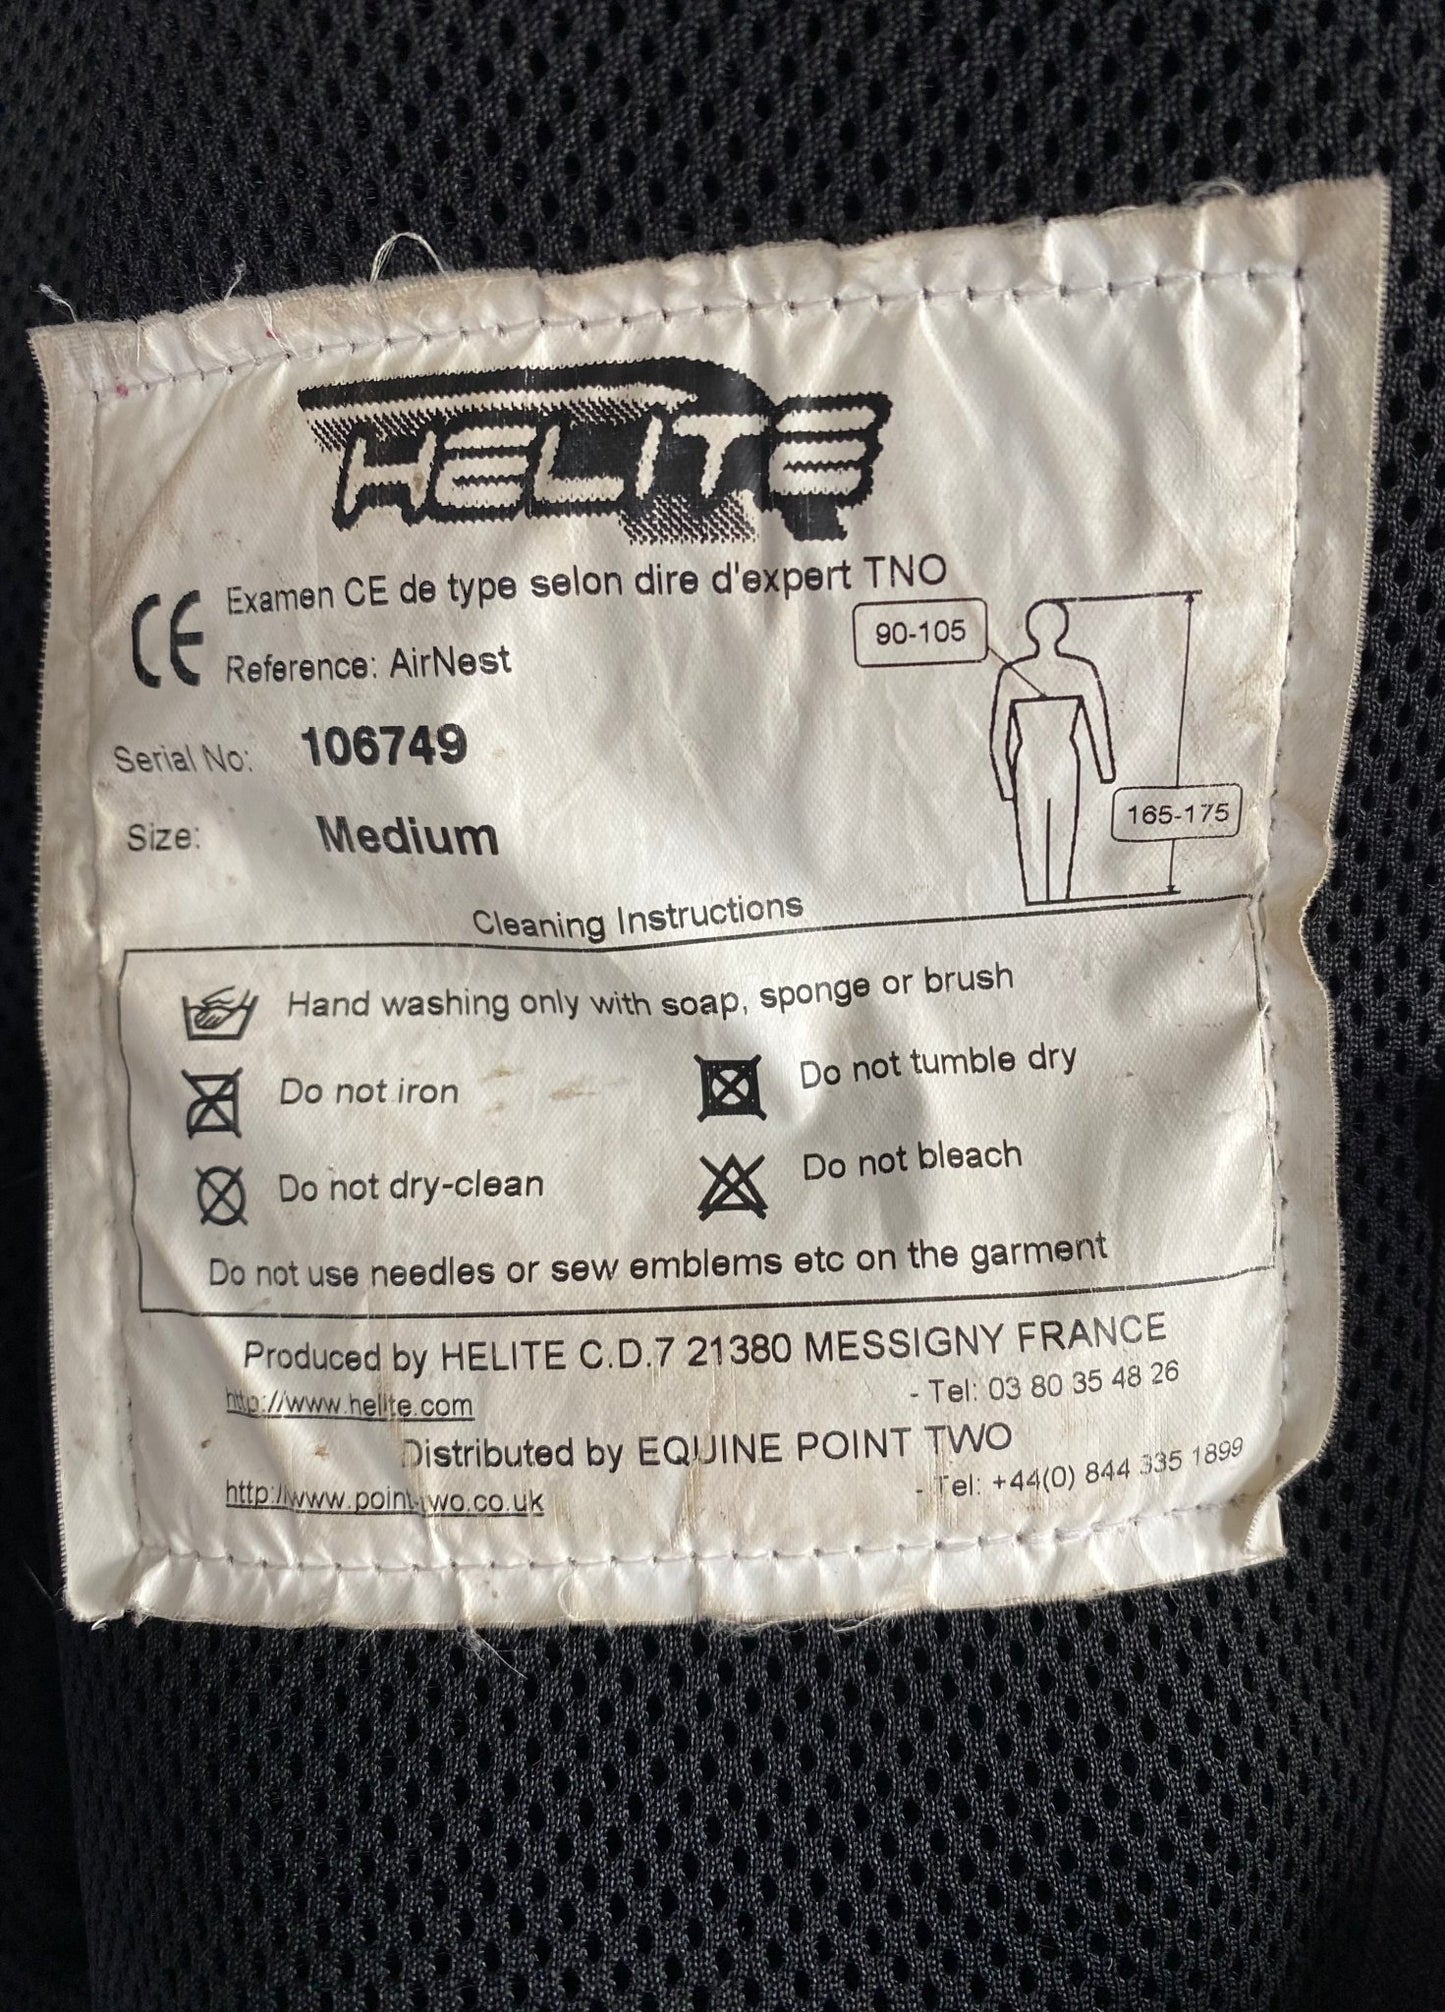 HELITE
CE Examen CE de type selon dire d'expert TNO
Reference: AirNest
90-105
Serial No: 106749
165-175
Size: Medium
Cleaning Instructions
Hand washing only with soap, sponge or brush
Do not iron
Do not tumble dry
Do not dry-clean
Do not bleach
Do not use needles or sew emblems etc on the garment
Produced by HELITE C.D.7 21380 MESSIGNY FRANCE
http://www.helite.com - Tel: 03 80 35 48 26
Distributed by EQUINE POINT TWO
http://www.point-two.co.uk - Tel: +44(0) 844 335 1899